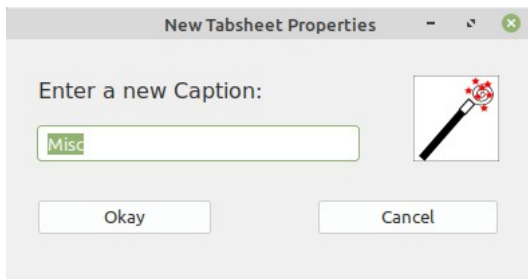 New Tabsheet Properties
Enter a new Caption:
Misc
Okay
Cancel